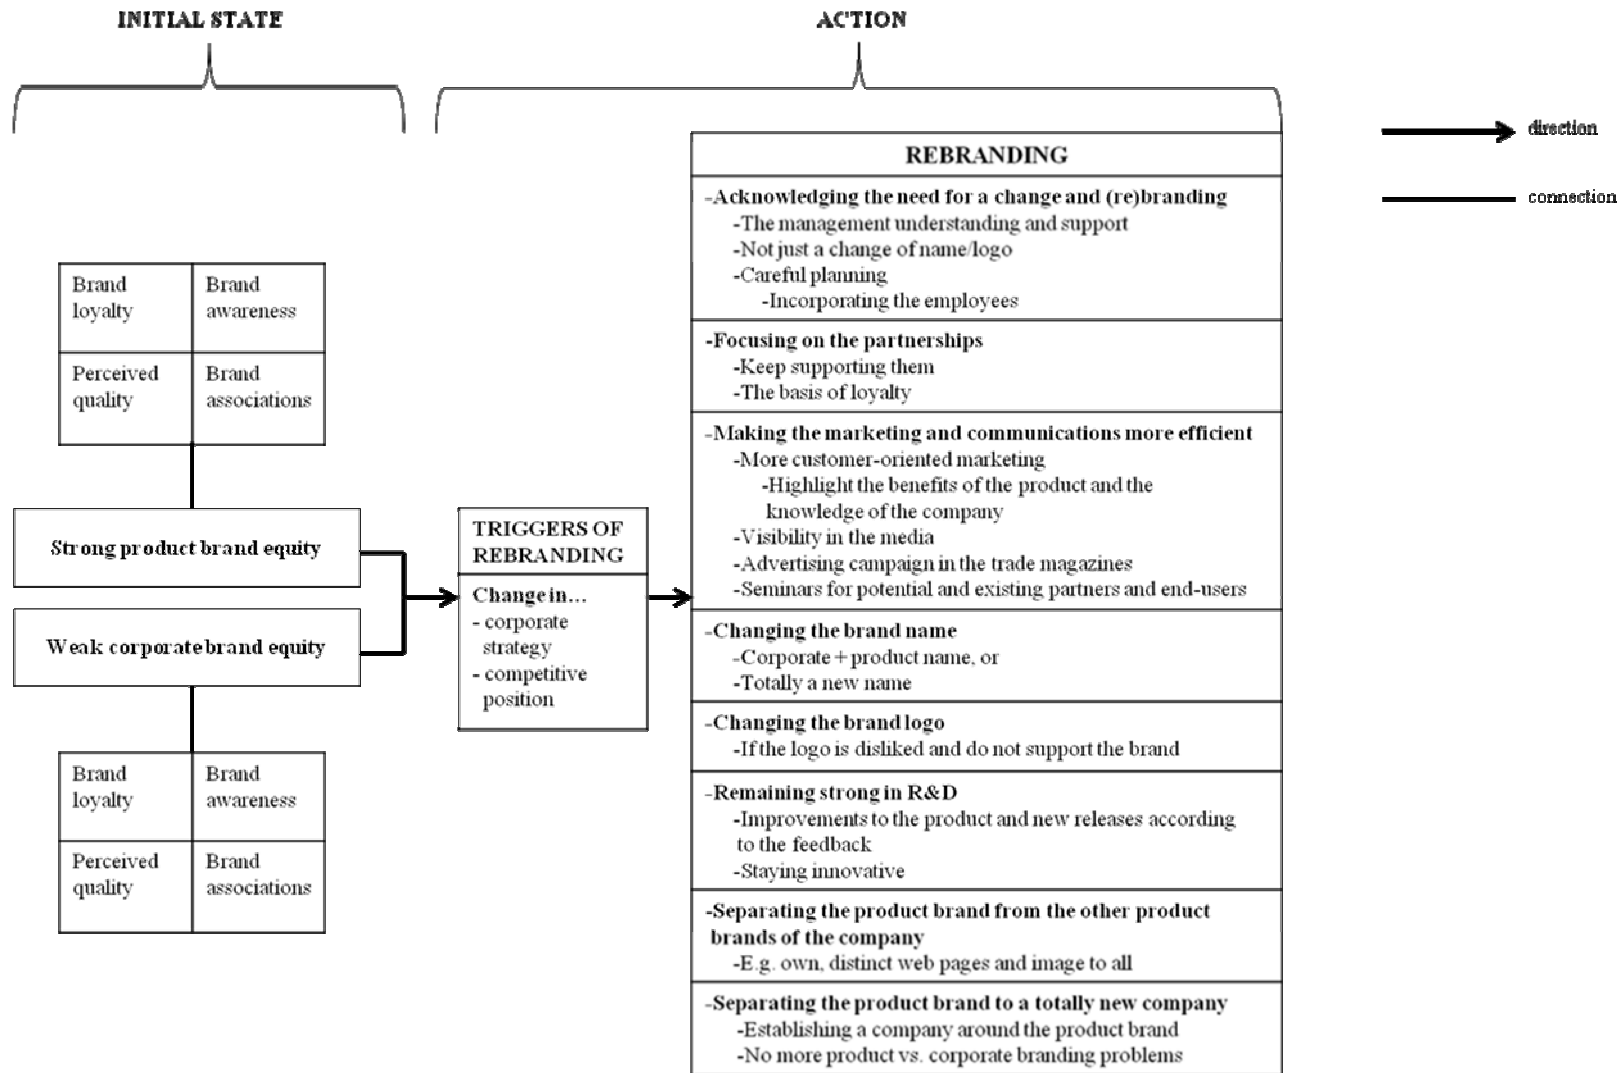 INITIAL STATE
ACTION
direction
connection
Brand
loyalty
Brand
awareness
Perceived
quality
Brand
associations
Strong product brand equity
Weak corporate brand equity
Brand
loyalty
Brand
awareness
Perceived
quality
Brand
associations
TRIGGERS OF
REBRANDING
Change in...
- corporate
strategy
- competitive
position
REBRANDING
-Acknowledging the need for a change and (re)branding
-The management understanding and support
-Not just a change of name/logo
-Careful planning
-Incorporating the employees
-Focusing on the partnerships
-Keep supporting them
-The basis of loyalty
-Making the marketing and communications more efficient
-More customer-oriented marketing
-Highlight the benefits of the product and the
knowledge of the company
-Visibility in the media
-Advertising campaign in the trade magazines
-Seminars for potential and existing partners and end-users
-Changing the brand name
-Corporate + product name, or
-Totally a new name
-Changing the brand logo
-If the logo is disliked and do not support the brand
-Remaining strong in R&D
-Improvements to the product and new releases according
to the feedback
-Staying innovative
-Separating the product brand from the other product
brands of the company
-E.g. own, distinct web pages and image to all
-Separating the product brand to a totally new company
-Establishing a company around the product brand
-No more product vs. corporate branding problems